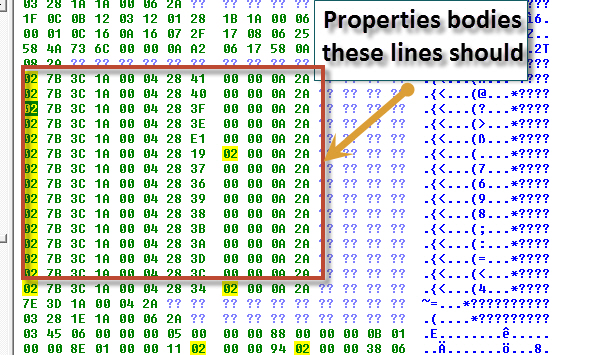 Properties bodies
these lines should
03 28 1A 1A 00 06 2A ?? ?? ?? ?? ??
1F 0C 0B 12 03 12 01 28 1B 1A 00 06
00 01 0C 16 0A 16 07 2F 17 08 06 25
58 4A 73 6C 00 00 0A A2 06 17 58 0A
08 2A ?? ?? ?? ?? ?? ?? ?? ?? ?? ??
02 7B 3C 1A 00 04 28 41 00 00 0A 2A ?? ?? ?? ??
02 7B 3C 1A 00 04 28 40 00 00 0A 2A ?? ?? ?? ?? .{<...(@...*????
02 7B 3C 1A 00 04 28 3F 00 00 0A 2A ?? ?? ?? ?? .{<...(?...*????
02 7B 3C 1A 00 04 28 3E 00 00 0A 2A ?? ?? ?? ?? .{<...(>...*????
02 7B 3C 1A 00 04 28 E1 00 00 0A 2A ?? ?? ?? ?? .{<...(ß...*????
02 7B 3C 1A 00 04 28 19 02 00 0A 2A ?? ?? ?? ?? .{<...(....*????
02 7B 3C 1A 00 04 28 37 00 00 0A 2A ?? ?? ?? ?? .{<...(7...*????
02 7B 3C 1A 00 04 28 36 00 00 0A 2A ?? ?? ?? ?? .{<...(6...*????
02 7B 3C 1A 00 04 28 39 00 00 0A 2A ?? ?? ?? ?? .{<...(9...*????
02 7B 3C 1A 00 04 28 38 00 00 0A 2A ?? ?? ?? ?? .{<...(8...*????
02 7B 3C 1A 00 04 28 3B 00 00 0A 2A ?? ?? ?? ?? .{<...(;...*????
02 7B 3C 1A 00 04 28 3A 00 00 0A 2A ?? ?? ?? ?? .{<...(:...*????
02 7B 3C 1A 00 04 28 3D 00 00 0A 2A ?? ?? ?? ?? .{<...(=...*????
02 7B 3C 1A 00 04 28 3C 00 00 0A 2A ?? ?? ?? ?? .{<...(<...*????
02 7B 3C 1A 00 04 28 34 02 00 0A 2A ?? ?? ?? ?? .{<...(4...*????
7E 3D 1A 00 04 2A ?? ?? ?? ?? ?? ?? ?? ?? ?? ?? ~=...*??????????
03 28 1E 1A 00 06 2A ?? ?? ?? ?? ?? ?? ?? ?? ?? .(....*?????????
03 45 06 00 00 00 05 00 00 00 88 00 00 00 0B 01 .E........ê.....
00 00 8E 01 00 00 11 02 00 00 94 02 00 00 38 06 ..Ä.......ö...8.